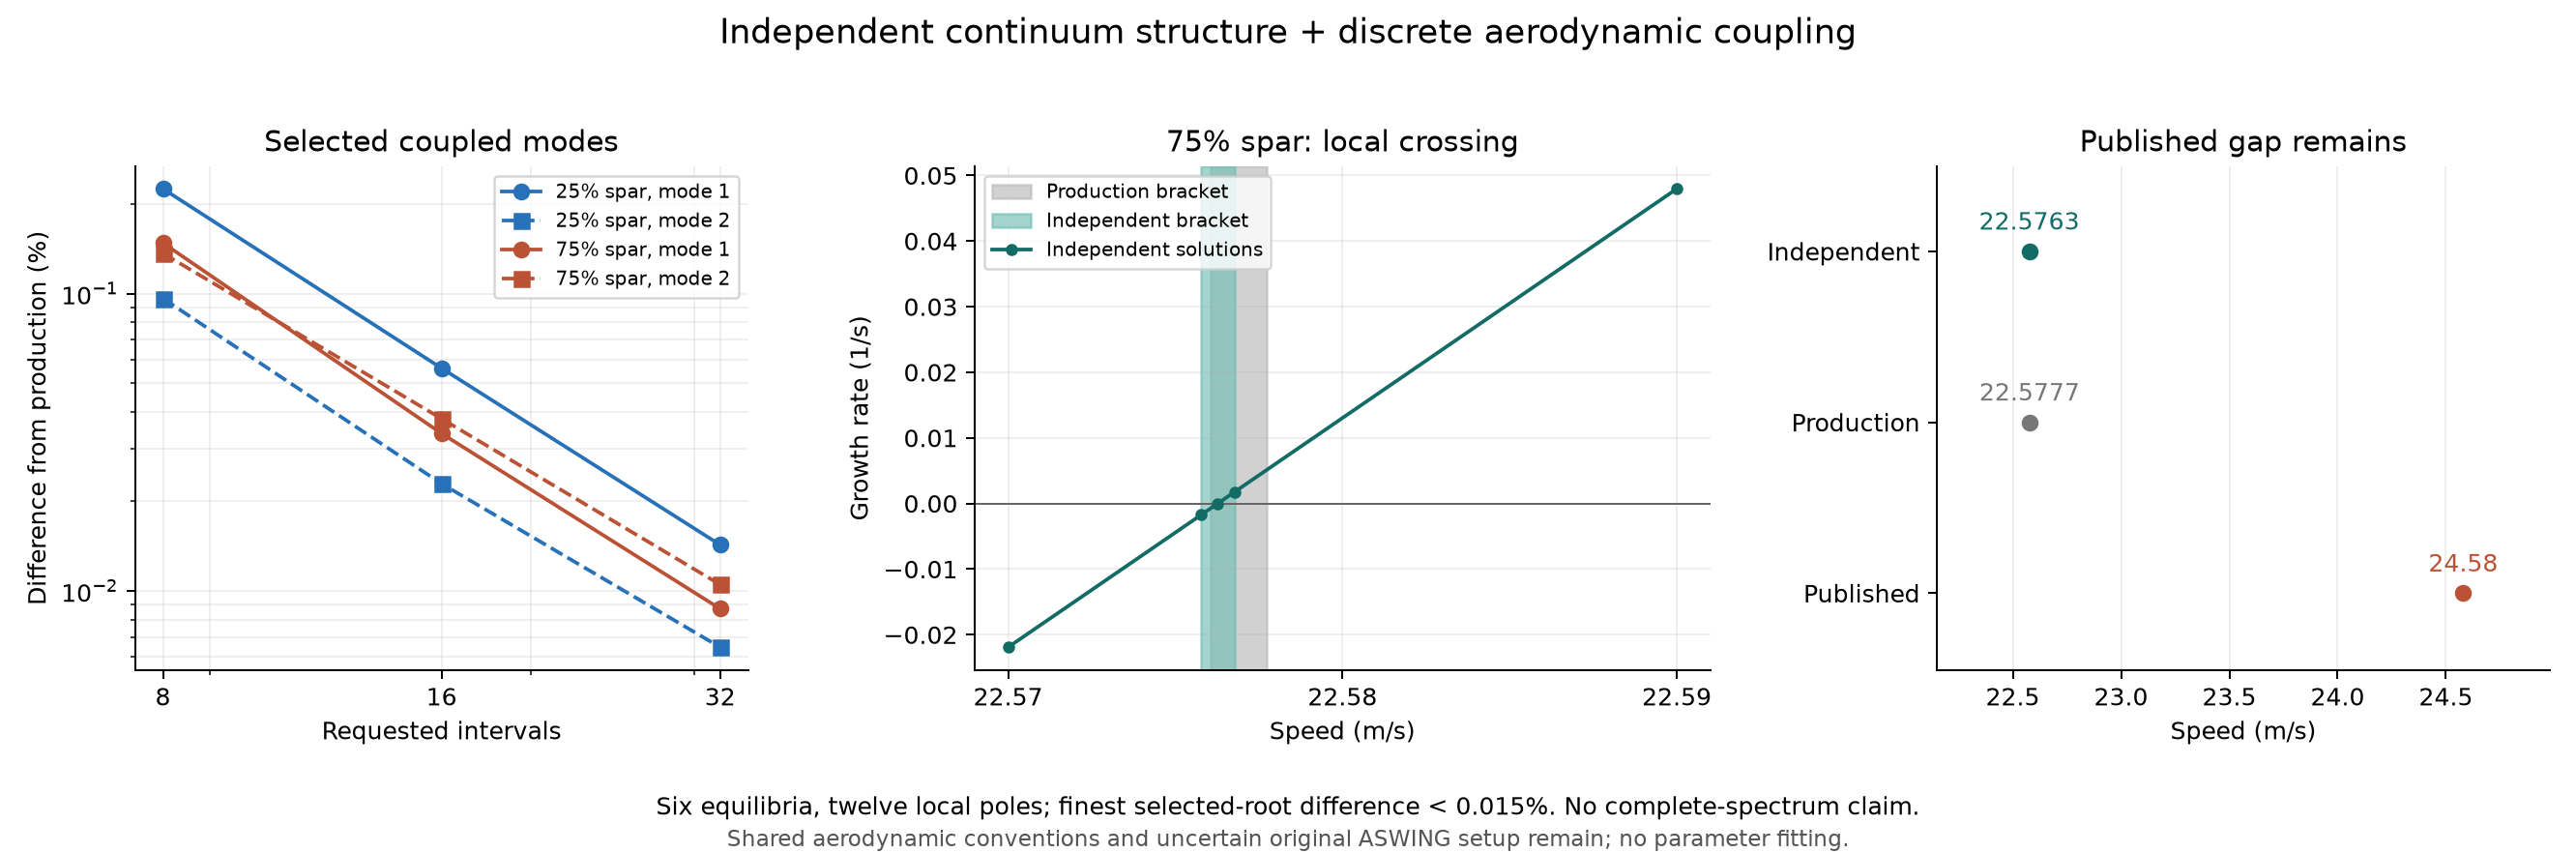 Independent continuum structure + discrete aerodynamic coupling
Selected coupled modes
Difference from production (%)
10⁻¹
10⁻²
25% spar, mode 1
25% spar, mode 2
75% spar, mode 1
75% spar, mode 2
8
16
32
Requested intervals
75% spar: local crossing
Growth rate (1/s)
0.05
0.04
0.03
0.02
0.01
0.00
−0.01
−0.02
Production bracket
Independent bracket
Independent solutions
22.57
22.58
22.59
Speed (m/s)
Published gap remains
Independent
Production
Published
22.5763
22.5777
24.58
22.5
23.0
23.5
24.0
24.5
Speed (m/s)
Six equilibria, twelve local poles; finest selected-root difference < 0.015%. No complete-spectrum claim.
Shared aerodynamic conventions and uncertain original ASWING setup remain; no parameter fitting.